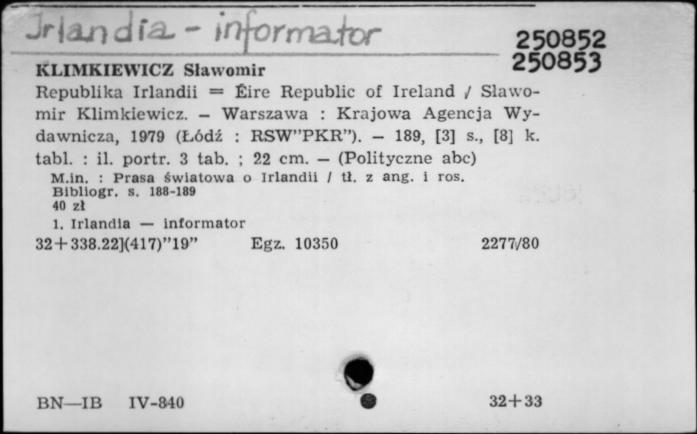 Irlandia - informator
250852
250853
KLIMKIEWICZ Sławomir
Republika Irlandii = Éire Republic of Ireland / Sławo-
mir Klimkiewicz. — Warszawa : Krajowa Agencja Wy-
dawnicza, 1979 (Łódź : RSW"PKR"). — 189, [3] s., [8] k.
tabl. : il. portr. 3 tab. ; 22 cm. — (Polityczne abc)
M.in. : Prasa światowa o Irlandii / tł. z ang. i ros.
Bibliogr. s. 188-189
40 zł
1. Irlandia — informator
32+338.22](417)"19" Egz. 10350 2277/80
BN—IB IV-840 32+33